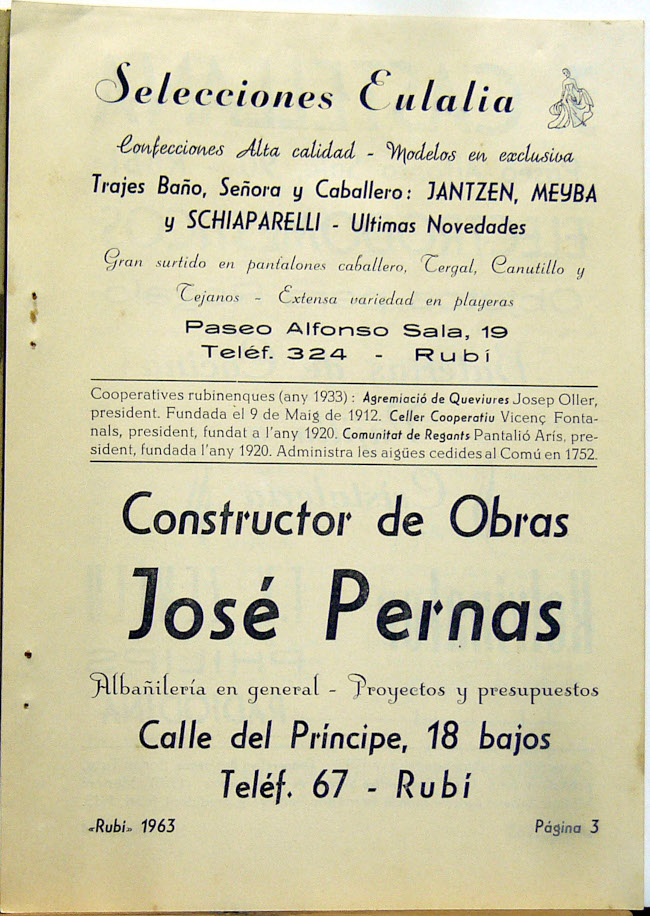 Selecciones Eulalia
Confecciones Alta calidad - Modelos en exclusiva
Trajes Baño, Señora y Caballero: JANTZEN, MEYBA
y SCHIAPARELLI - Ultimas Novedades
Gran surtido en pantalones caballero, Tergal, Canutillo y
Tejanos - Extensa variedad en playeras
Paseo Alfonso Sala, 19
Teléf. 324 - Rubí
Cooperatives rubinenques (any 1933): Agremiació de Queviures Josep Oller,
president. Fundada el 9 de Maig de 1912. Celler Cooperatiu Vicenç Fonta-
nals, president, fundat a l'any 1920. Comunitat de Regants Pantalió Arís, pre-
sident, fundada l'any 1920. Administra les aigües cedides al Comú en 1752.
Constructor de Obras
José Pernas
Albañilería en general - Proyectos y presupuestos
Calle del Príncipe, 18 bajos
Teléf. 67 - Rubí
«Rubí» 1963
Página 3